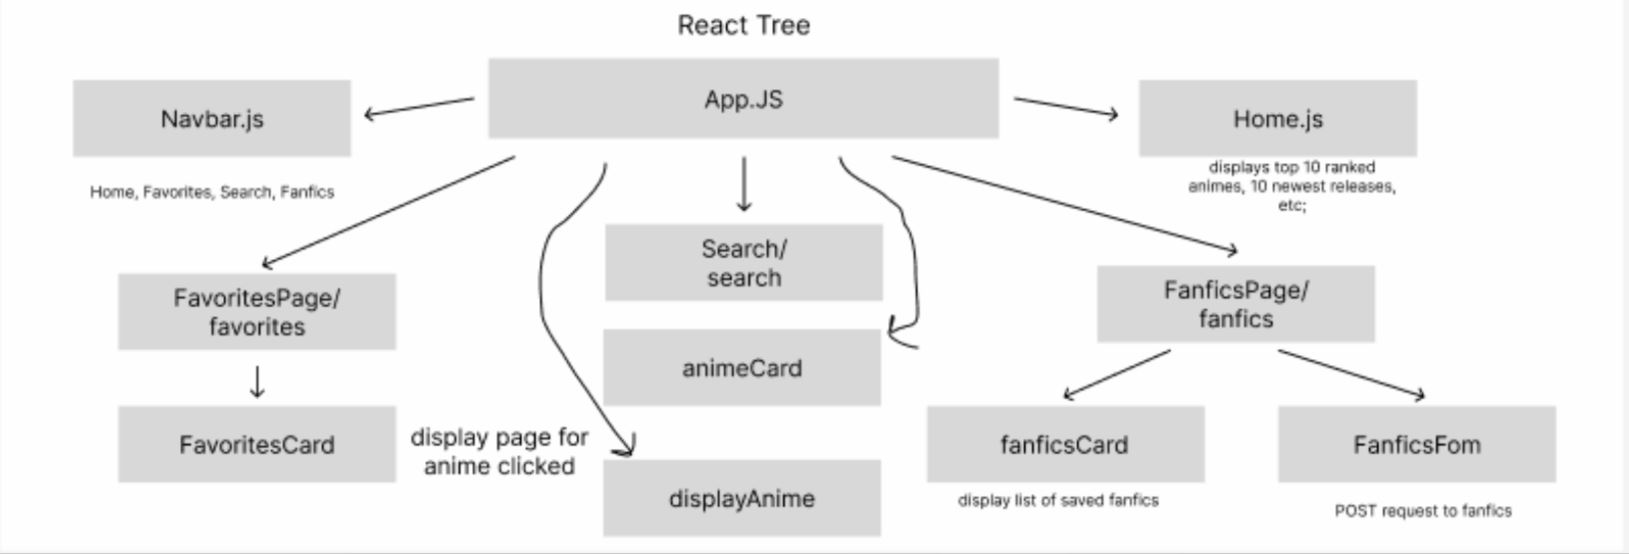 React Tree
App.JS
Navbar.js
Home, Favorites, Search, Fanfics
Home.js
displays top 10 ranked
animes, 10 newest releases,
etc;
FavoritesPage/
favorites
FavoritesCard
Search/
search
animeCard
display page for
anime clicked
displayAnime
FanficsPage/
fanfics
fanficsCard
display list of saved fanfics
FanficsFom
POST request to fanfics